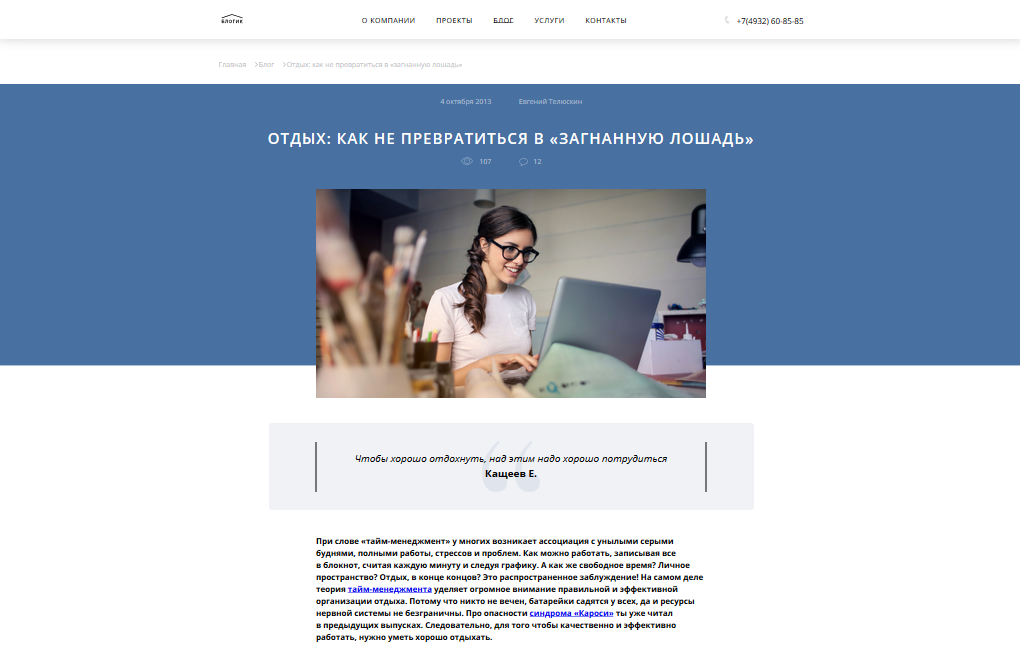 БЛОГИК
О КОМПАНИИ ПРОЕКТЫ БЛОГ УСЛУГИ КОНТАКТЫ
+7(4932) 60-85-85
Главная >Блог >Отдых: как не превратиться в «загнанную лошадь»
4 октября 2013 Евгений Телюскин
ОТДЫХ: КАК НЕ ПРЕВРАТИТЬСЯ В «ЗАГНАННУЮ ЛОШАДЬ»
107 12
Чтобы хорошо отдохнуть, над этим надо хорошо потрудиться
Кащеев Е.
При слове «тайм-менеджмент» у многих возникает ассоциация с унылыми серыми
буднями, полными работы, стрессов и проблем. Как можно работать, записывая все
в блокнот, считая каждую минуту и следуя графику. А как же свободное время? Личное
пространство? Отдых, в конце концов? Это распространенное заблуждение! На самом деле
теория тайм-менеджмента уделяет огромное внимание правильной и эффективной
организации отдыха. Потому что никто не вечен, батарейки садятся у всех, да и ресурсы
нервной системы не безграничны. Про опасности синдрома «Кароси» ты уже читал
в предыдущих выпусках. Следовательно, для того чтобы качественно и эффективно
работать, нужно уметь хорошо отдыхать.